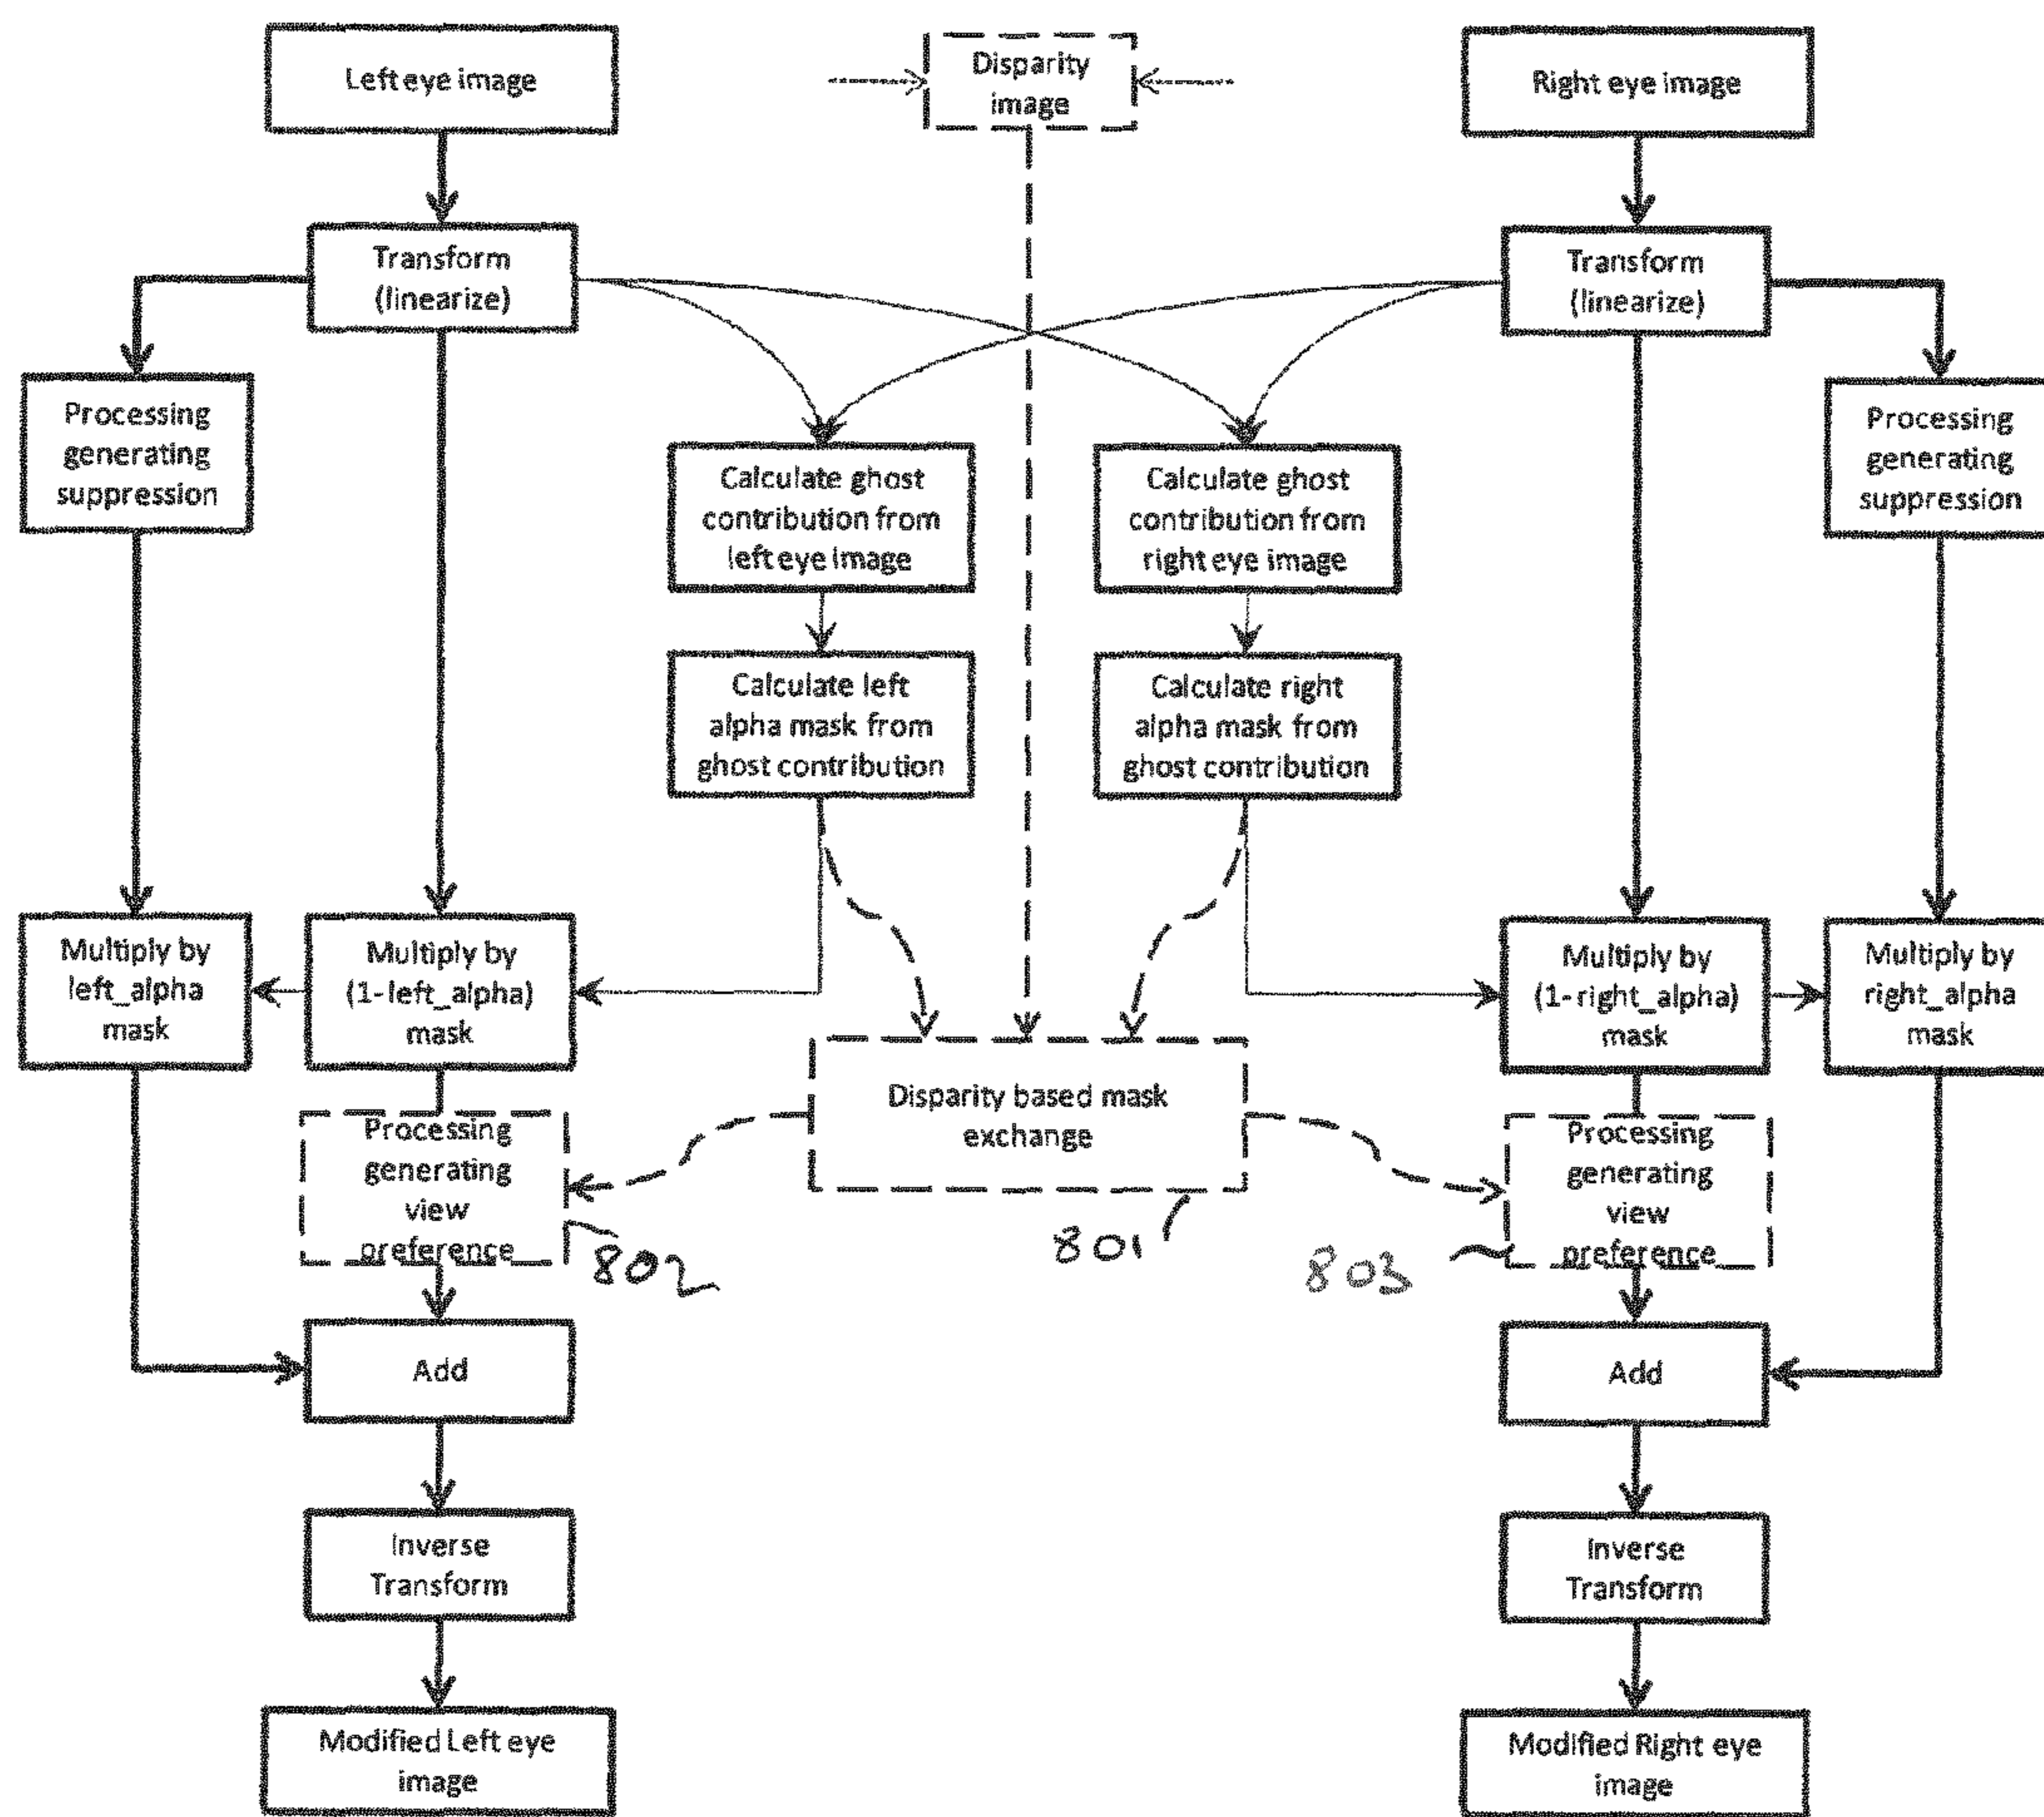 Left eye image
Disparity
image
Right eye image
Transform
(linearize)
Transform
(linearize)
Processing
generating
suppression
Calculate ghost
contribution from
left eye image
Calculate ghost
contribution from
right eye image
Processing
generating
suppression
Calculate left
alpha mask from
ghost contribution
Calculate right
alpha mask from
ghost contribution
Multiply by
left_alpha
mask
Multiply by
(1-left_alpha)
mask
Multiply by
(1-right_alpha)
mask
Multiply by
right_alpha
mask
Disparity based mask
exchange
801
Processing
generating
view
preference
802
Processing
generating
view
preference
803
Add
Add
Inverse
Transform
Inverse
Transform
Modified Left eye
image
Modified Right eye
image